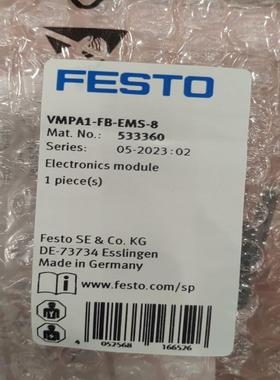 FESTO
VMPA1-FB-EMS-8
Mat. No.: 533360
Series: 05-2023:02
Electronics module
1 piece(s)
Festo SE & Co. KG
DE-73734 Esslingen
Made in Germany
www.festo.com/sp
4 052568 166526